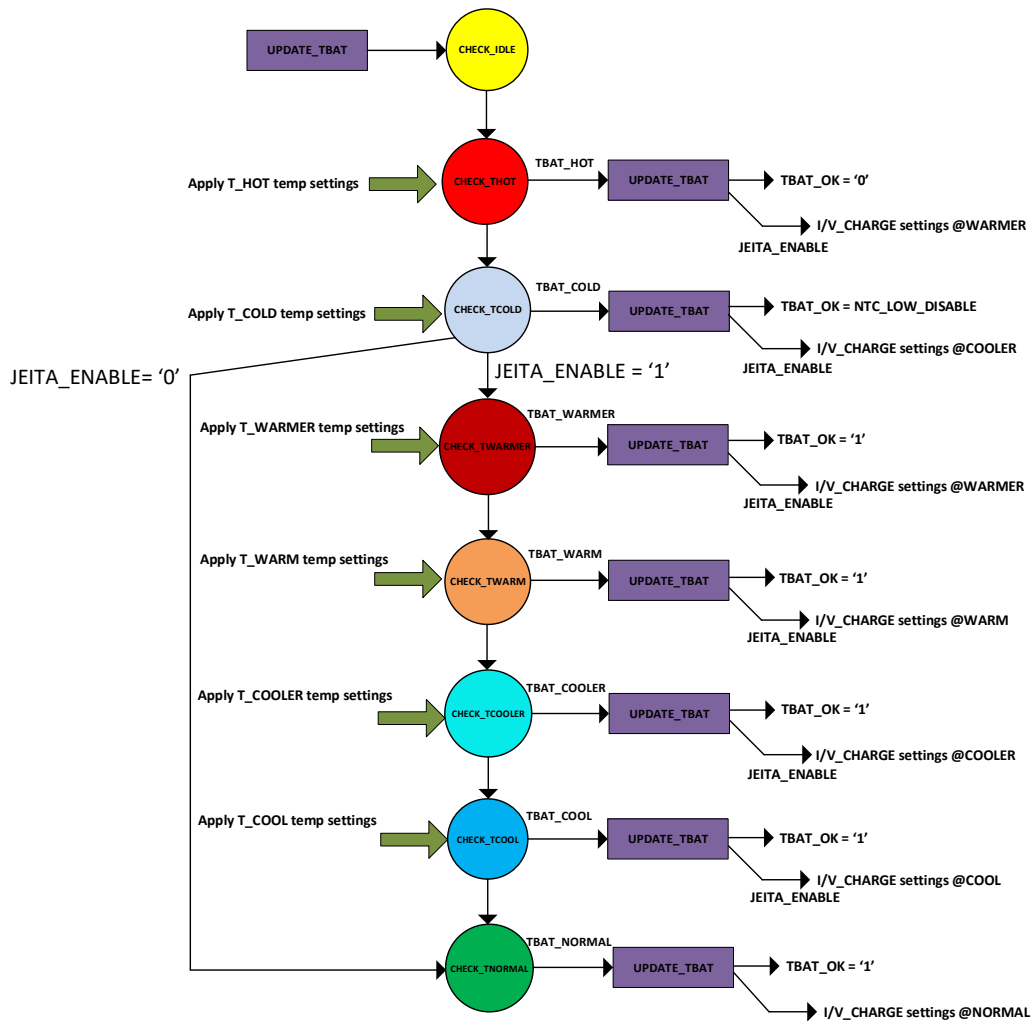 UPDATE_TBAT
CHECK_IDLE
Apply T_HOT temp settings
CHECK_THOT
TBAT_HOT
UPDATE_TBAT
TBAT_OK = ‘0’
I/V_CHARGE settings @WARMER
JEITA_ENABLE
Apply T_COLD temp settings
CHECK_TCOLD
TBAT_COLD
UPDATE_TBAT
TBAT_OK = NTC_LOW_DISABLE
I/V_CHARGE settings @COOLER
JEITA_ENABLE
JEITA_ENABLE= ‘0’
JEITA_ENABLE = ‘1’
Apply T_WARMER temp settings
CHECK_TWARMER
TBAT_WARMER
UPDATE_TBAT
TBAT_OK = ‘1’
I/V_CHARGE settings @WARMER
JEITA_ENABLE
Apply T_WARM temp settings
CHECK_TWARM
TBAT_WARM
UPDATE_TBAT
TBAT_OK = ‘1’
I/V_CHARGE settings @WARM
JEITA_ENABLE
Apply T_COOLER temp settings
CHECK_TCOOLER
TBAT_COOLER
UPDATE_TBAT
TBAT_OK = ‘1’
I/V_CHARGE settings @COOLER
JEITA_ENABLE
Apply T_COOL temp settings
CHECK_TCOOL
TBAT_COOL
UPDATE_TBAT
TBAT_OK = ‘1’
I/V_CHARGE settings @COOL
JEITA_ENABLE
CHECK_TNORMAL
TBAT_NORMAL
UPDATE_TBAT
TBAT_OK = ‘1’
I/V_CHARGE settings @NORMAL